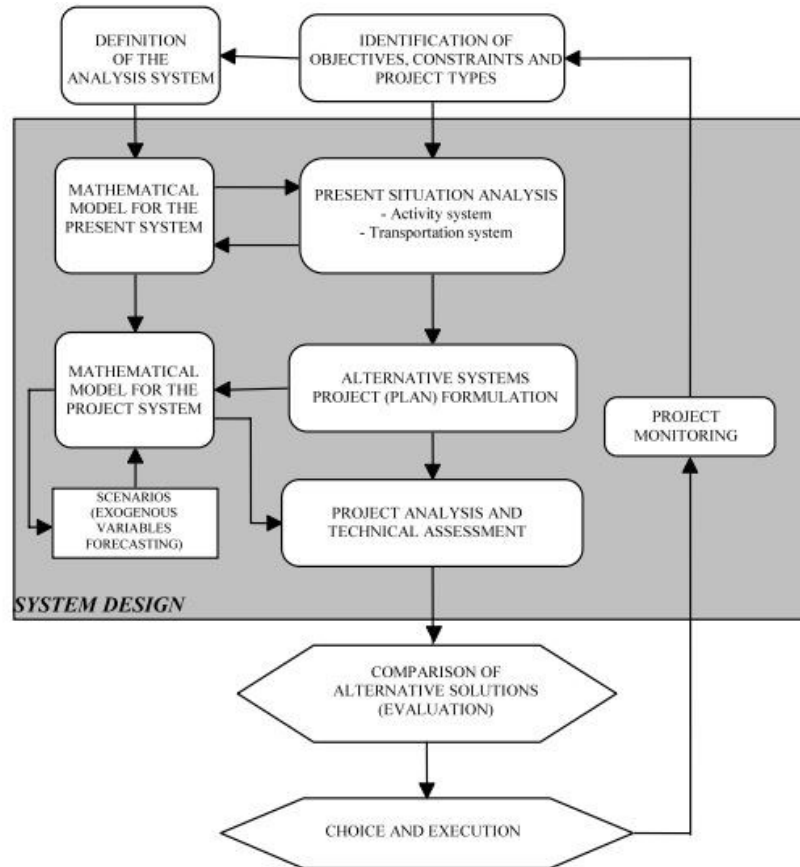 DEFINITION
OF THE
ANALYSIS SYSTEM
IDENTIFICATION OF
OBJECTIVES, CONSTRAINTS AND
PROJECT TYPES
MATHEMATICAL
MODEL FOR THE
PRESENT SYSTEM
PRESENT SITUATION ANALYSIS
- Activity system
- Transportation system
MATHEMATICAL
MODEL FOR THE
PROJECT SYSTEM
ALTERNATIVE SYSTEMS
PROJECT (PLAN) FORMULATION
PROJECT
MONITORING
SCENARIOS
(EXOGENOUS
VARIABLES
FORECASTING)
PROJECT ANALYSIS AND
TECHNICAL ASSESSMENT
SYSTEM DESIGN
COMPARISON OF
ALTERNATIVE SOLUTIONS
(EVALUATION)
CHOICE AND EXECUTION